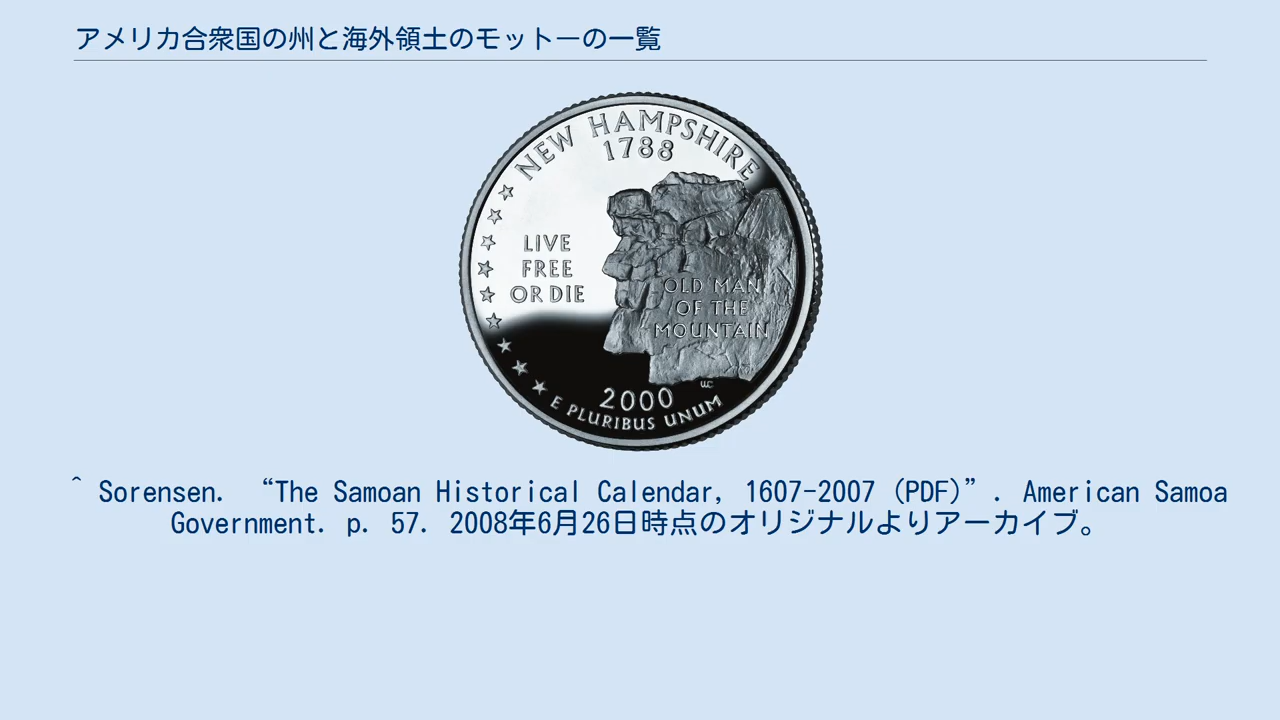 アメリカ合衆国の州と海外領土のモットーの一覧
NEW HAMPSHIRE
1788
LIVE
FREE
OR DIE
OLD MAN
OF THE
MOUNTAIN
2000
E PLURIBUS UNUM
^ Sorensen. “The Samoan Historical Calendar, 1607-2007 (PDF)”. American Samoa
Government. p. 57. 2008年6月26日時点のオリジナルよりアーカイブ。